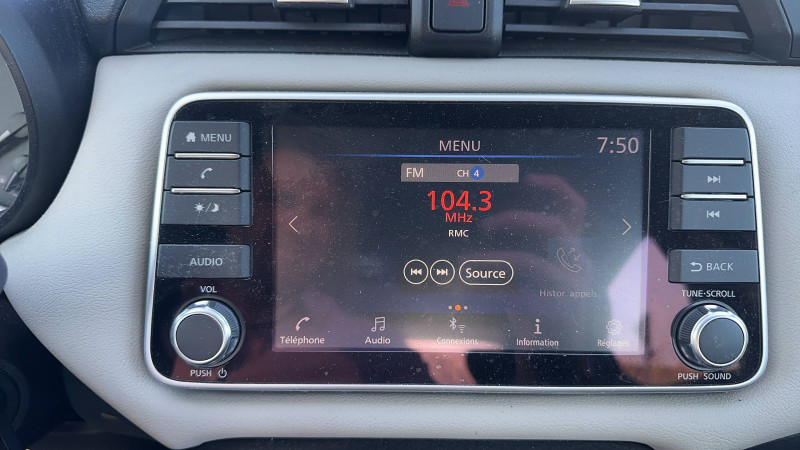 MENU
AUDIO
VOL
PUSH
MENU 7:50
FM CH 4
104.3
MHz
RMC
Source
Histor. appels
Téléphone Audio Connexions Information Réglages
BACK
TUNE·SCROLL
PUSH SOUND